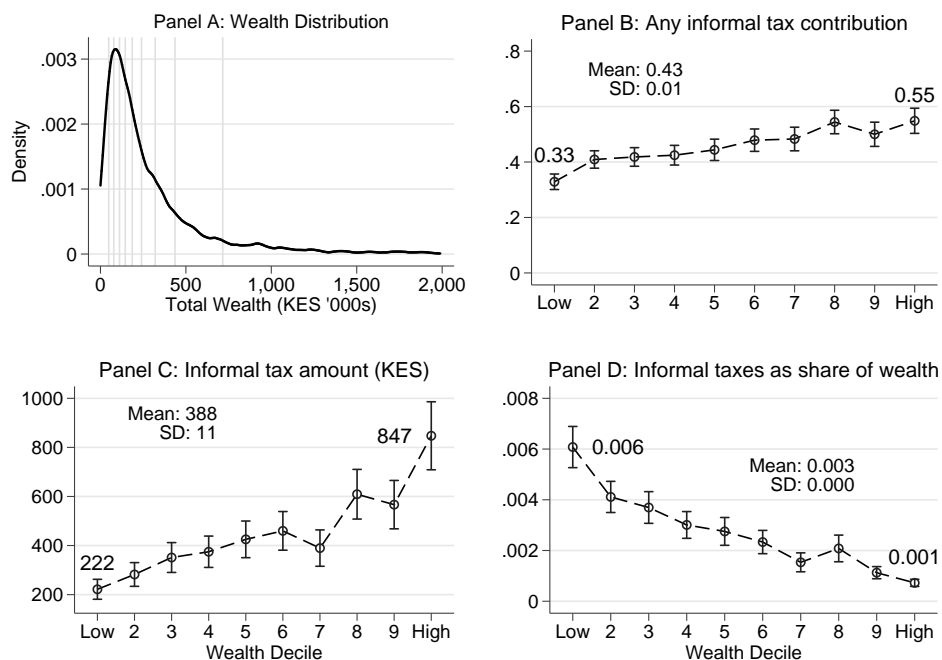 Panel A: Wealth Distribution
.003
.002
.001
0
Density
0 500 1,000 1,500 2,000
Total Wealth (KES '000s)
Panel B: Any informal tax contribution
.8
.6
.4
.2
0
Mean: 0.43
SD: 0.01
0.33
0.55
Low 2 3 4 5 6 7 8 9 High
Panel C: Informal tax amount (KES)
1000
800
600
400
200
Mean: 388
SD: 11
222
847
Low 2 3 4 5 6 7 8 9 High
Wealth Decile
Panel D: Informal taxes as share of wealth
.008
.006
.004
.002
0
0.006
Mean: 0.003
SD: 0.000
0.001
Low 2 3 4 5 6 7 8 9 High
Wealth Decile